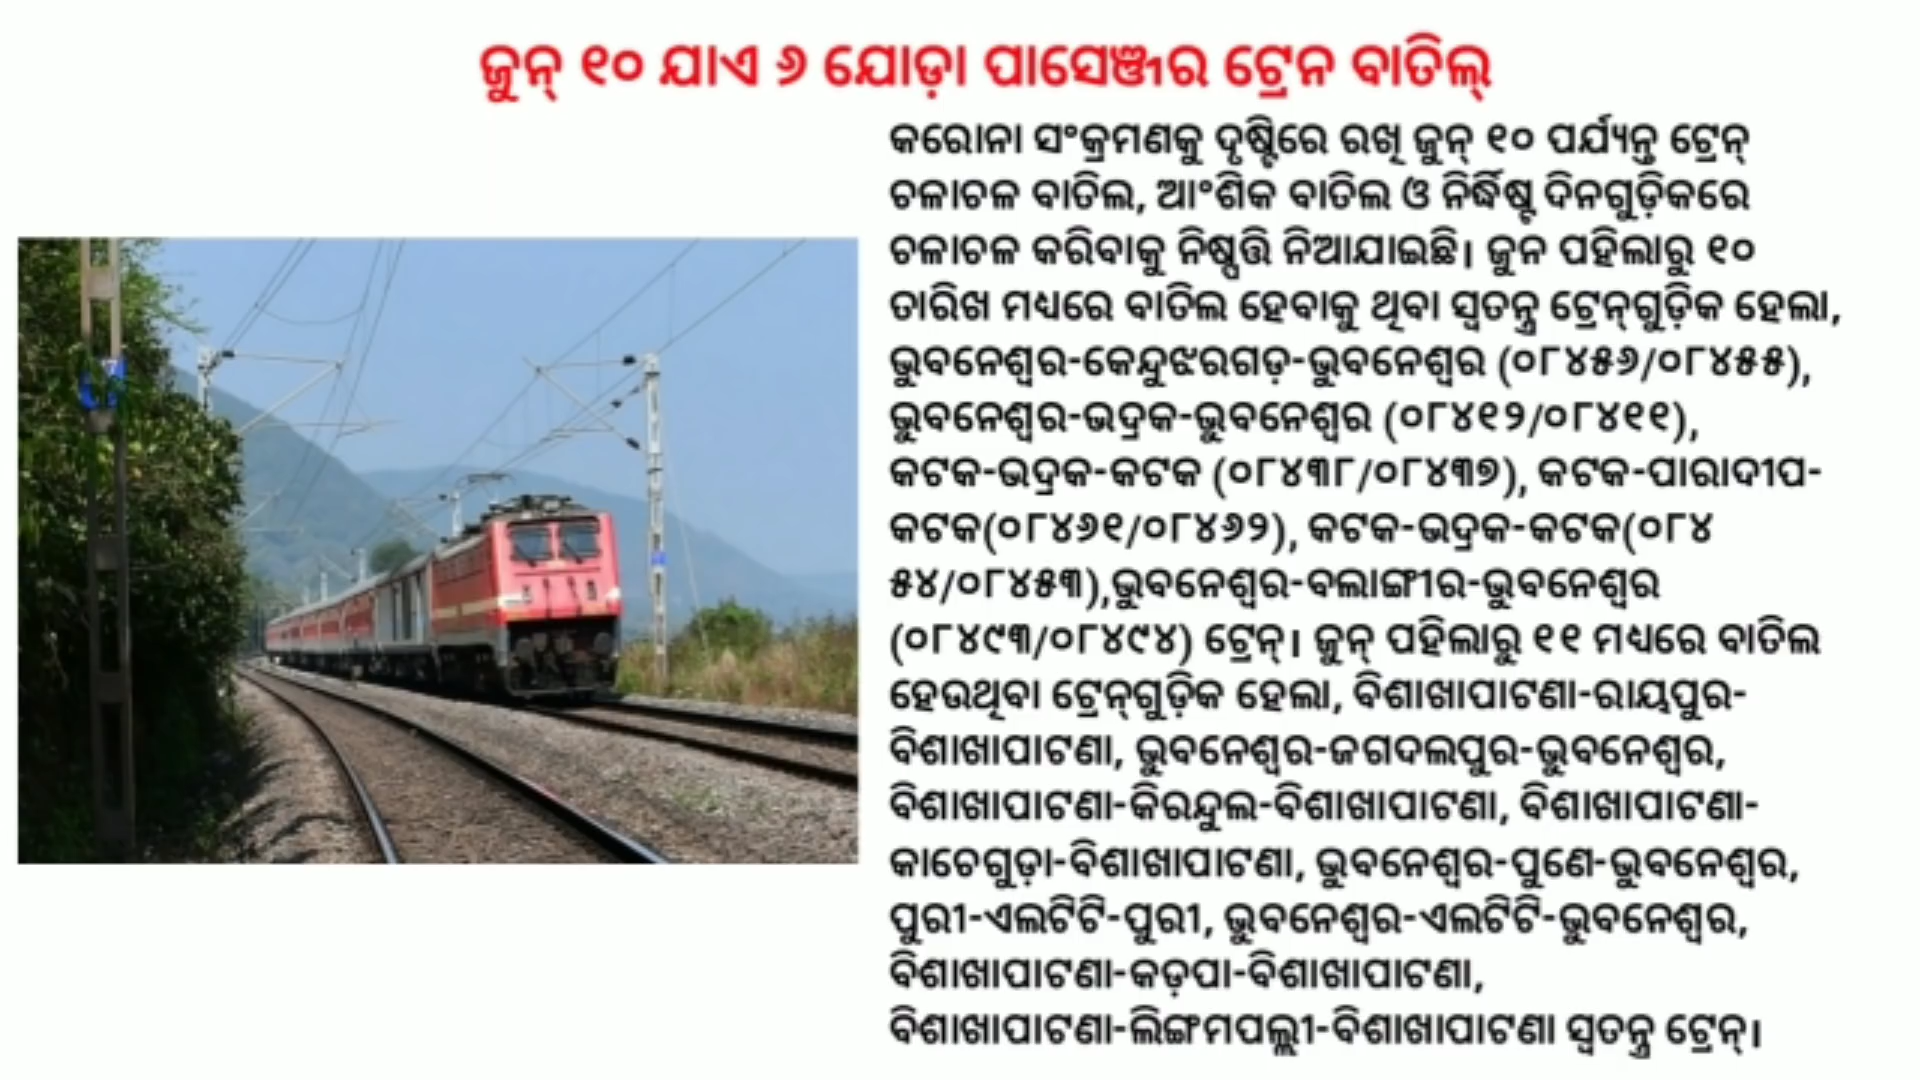 ଜୁନ୍ ୧୦ ଯାଏ ୬ ଯୋଡ଼ା ପାସେଞ୍ଜର ଟ୍ରେନ ବାତିଲ୍
କରୋନା ସଂକ୍ରମଣକୁ ଦୃଷ୍ଟିରେ ରଖି ଜୁନ୍ ୧୦ ପର୍ଯ୍ୟନ୍ତ ଟ୍ରେନ୍
ଚଳାଚଳ ବାତିଲ, ଆଂଶିକ ବାତିଲ ଓ ନିର୍ଦ୍ଧିଷ୍ଟ ଦିନଗୁଡ଼ିକରେ
ଚଳାଚଳ କରିବାକୁ ନିଷ୍ପତ୍ତି ନିଆଯାଇଛି। ଜୁନ ପହିଲାରୁ ୧୦
ତାରିଖ ମଧ୍ୟରେ ବାତିଲ ହେବାକୁ ଥିବା ସ୍ୱତନ୍ତ୍ର ଟ୍ରେନ୍‌ଗୁଡ଼ିକ ହେଲା,
ଭୁବନେଶ୍ୱର-କେନ୍ଦୁଝରଗଡ଼-ଭୁବନେଶ୍ୱର (୦୮୪୫୬/୦୮୪୫୫),
ଭୁବନେଶ୍ୱର-ଭଦ୍ରକ-ଭୁବନେଶ୍ୱର (୦୮୪୧୨/୦୮୪୧୧),
କଟକ-ଭଦ୍ରକ-କଟକ (୦୮୪୩୮/୦୮୪୩୭), କଟକ-ପାରାଦୀପ-
କଟକ(୦୮୪୬୧/୦୮୪୬୨), କଟକ-ଭଦ୍ରକ-କଟକ(୦୮୪
୫୪/୦୮୪୫୩),ଭୁବନେଶ୍ୱର-ବଲାଙ୍ଗୀର-ଭୁବନେଶ୍ୱର
(୦୮୪୯୩/୦୮୪୯୪) ଟ୍ରେନ୍। ଜୁନ୍ ପହିଲାରୁ ୧୧ ମଧ୍ୟରେ ବାତିଲ
ହେଉଥିବା ଟ୍ରେନ୍‌ଗୁଡ଼ିକ ହେଲା, ବିଶାଖାପାଟଣା-ରାୟପୁର-
ବିଶାଖାପାଟଣା, ଭୁବନେଶ୍ୱର-ଜଗଦଲପୁର-ଭୁବନେଶ୍ୱର,
ବିଶାଖାପାଟଣା-କିରନ୍ଦୁଲ-ବିଶାଖାପାଟଣା, ବିଶାଖାପାଟଣା-
କାଚେଗୁଡ଼ା-ବିଶାଖାପାଟଣା, ଭୁବନେଶ୍ୱର-ପୁଣେ-ଭୁବନେଶ୍ୱର,
ପୁରୀ-ଏଲଟିଟି-ପୁରୀ, ଭୁବନେଶ୍ୱର-ଏଲଟିଟି-ଭୁବନେଶ୍ୱର,
ବିଶାଖାପାଟଣା-କଡ଼ପା-ବିଶାଖାପାଟଣା,
ବିଶାଖାପାଟଣା-ଲିଙ୍ଗମପଲ୍ଲୀ-ବିଶାଖାପାଟଣା ସ୍ୱତନ୍ତ୍ର ଟ୍ରେନ୍।